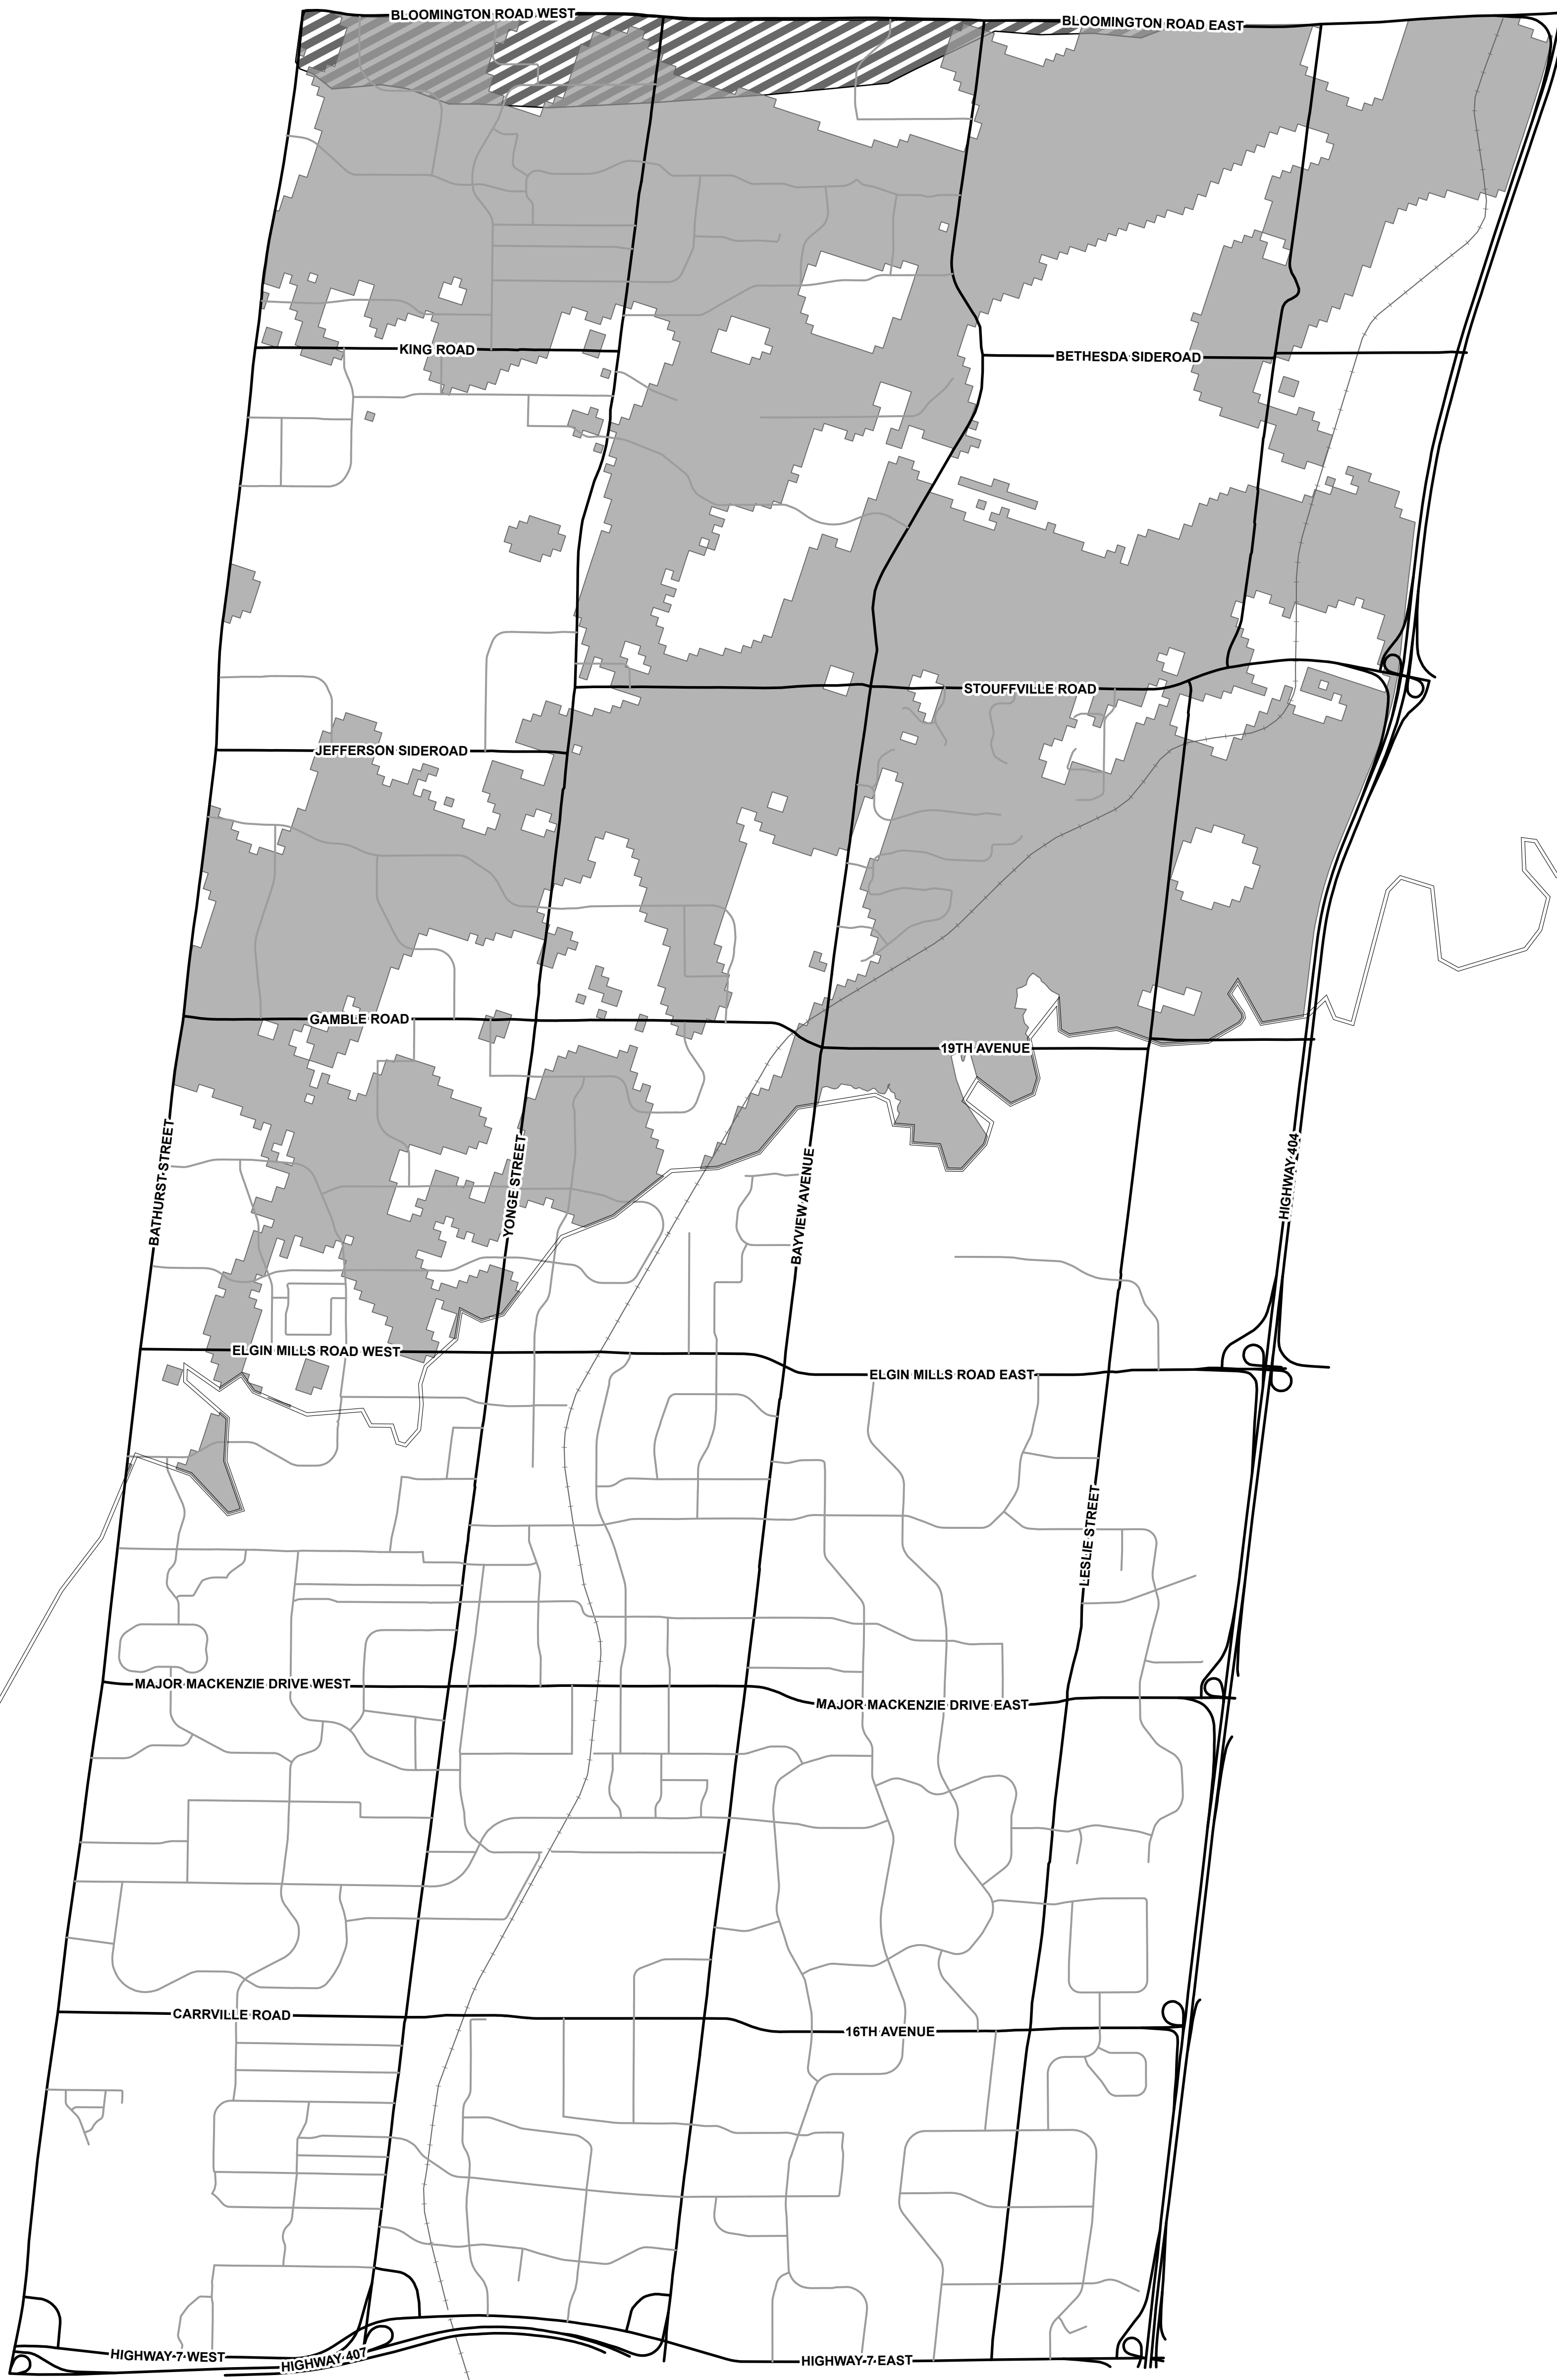 BLOOMINGTON ROAD WEST
BLOOMINGTON ROAD EAST
KING ROAD
BETHESDA SIDEROAD
STOUFFVILLE ROAD
JEFFERSON SIDEROAD
GAMBLE ROAD
19TH AVENUE
BATHURST STREET
YONGE STREET
BAYVIEW AVENUE
HIGHWAY 404
ELGIN MILLS ROAD WEST
ELGIN MILLS ROAD EAST
LESLIE STREET
MAJOR MACKENZIE DRIVE WEST
MAJOR MACKENZIE DRIVE EAST
CARRVILLE ROAD
16TH AVENUE
HIGHWAY 7 WEST
HIGHWAY 407
HIGHWAY 7 EAST